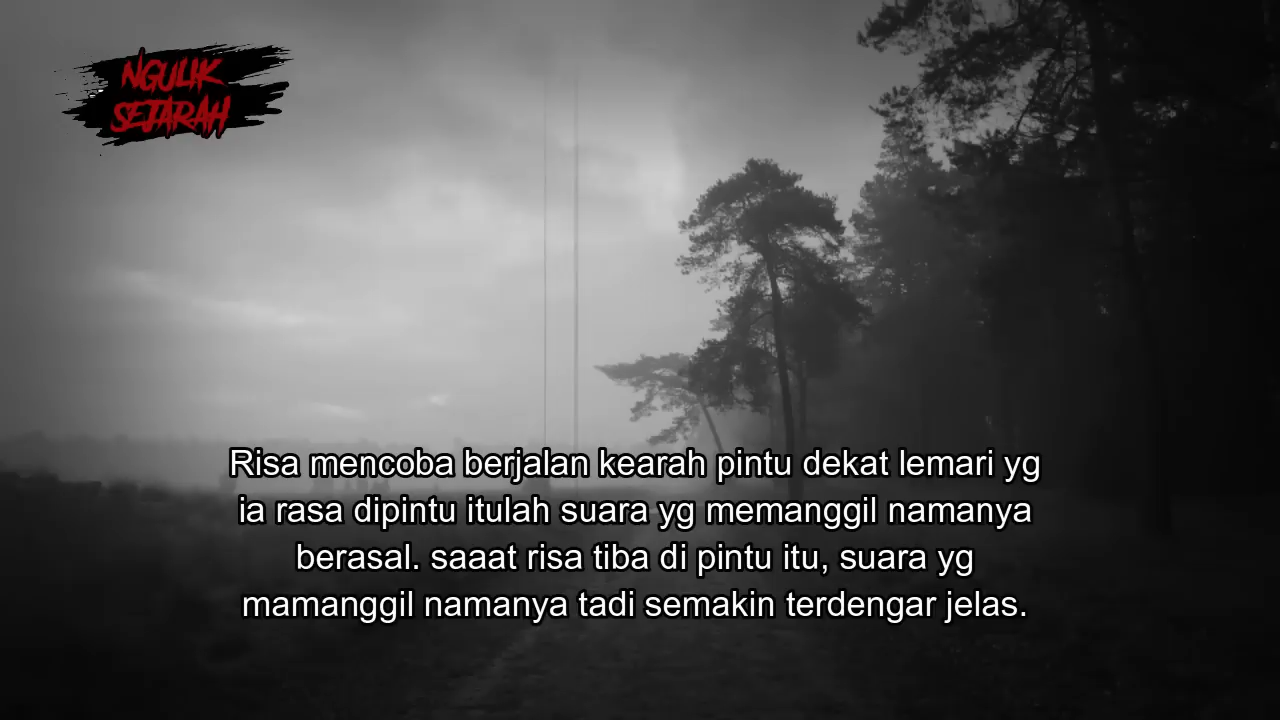 NGULIK
SEJARAH
Risa mencoba berjalan kearah pintu dekat lemari yg
ia rasa dipintu itulah suara yg memanggil namanya
berasal. saaat risa tiba di pintu itu, suara yg
mamanggil namanya tadi semakin terdengar jelas.